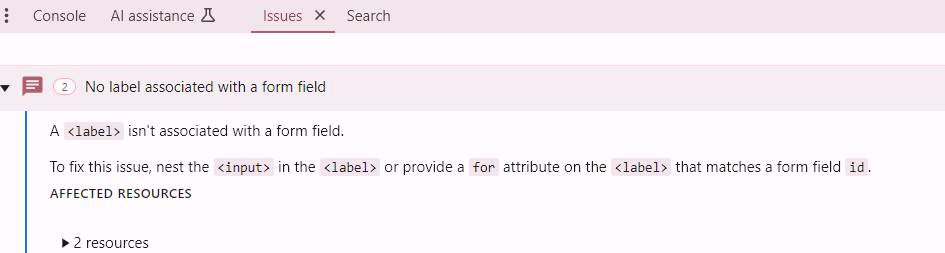 Console AI assistance Issues Search
2 No label associated with a form field
A <label> isn't associated with a form field.
To fix this issue, nest the <input> in the <label> or provide a for attribute on the <label> that matches a form field id.
AFFECTED RESOURCES
2 resources